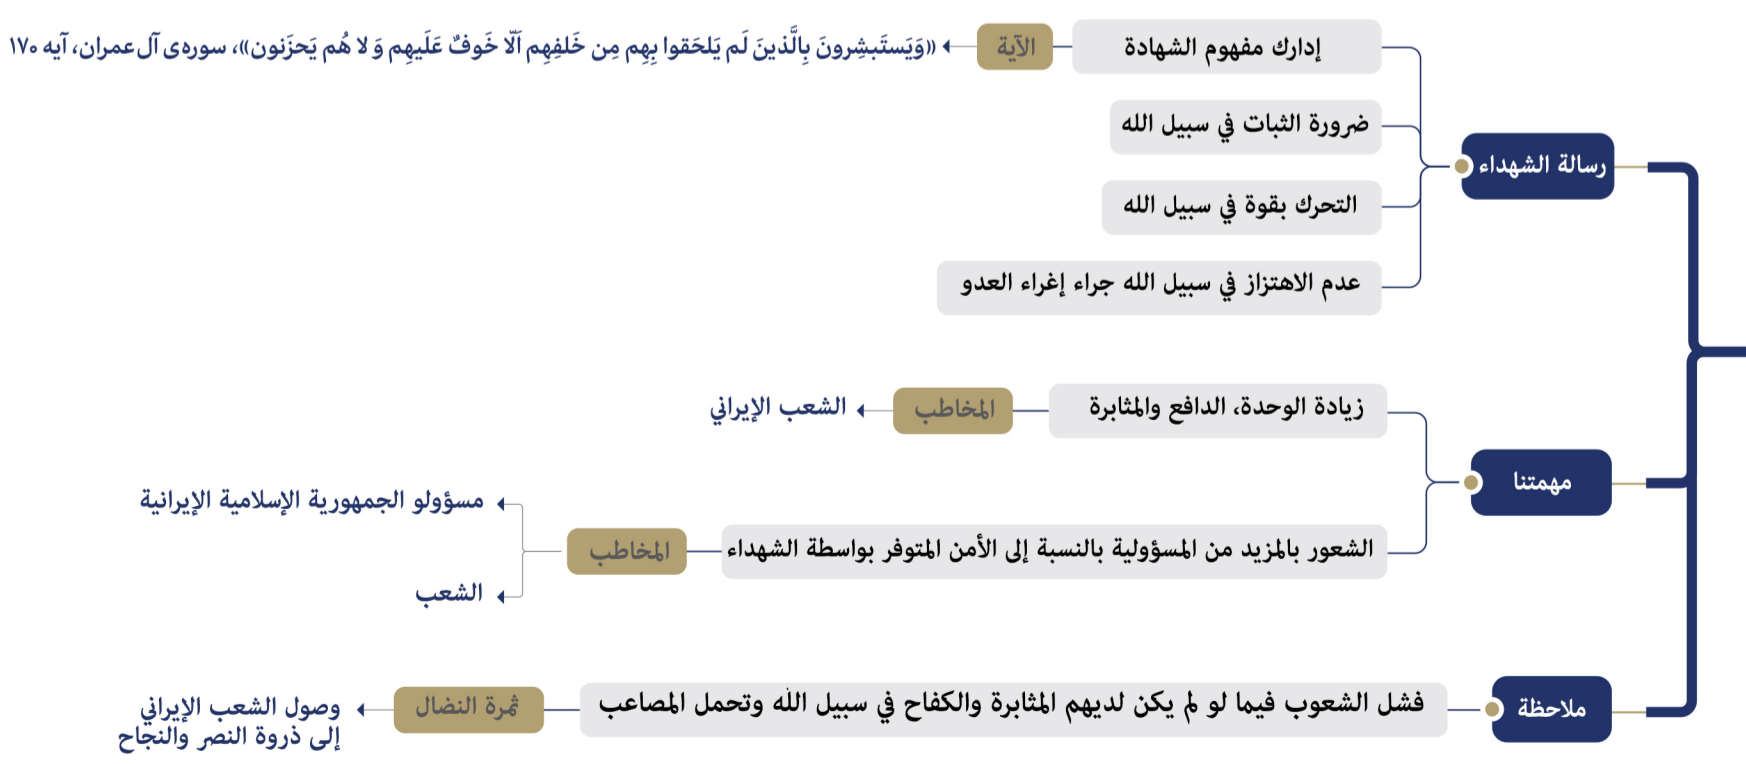 رسالة الشهداء
إدارك مفهوم الشهادة
الآية
«وَيَستَبشِرونَ بِالَّذينَ لَم يَلحَقوا بِهِم مِن خَلفِهِم اَلّا خَوفٌ عَلَيهِم وَ لا هُم يَحزَنون»، سوره‌ی آل عمران، آیه ۱۷۰
ضرورة الثبات في سبيل الله
التحرك بقوة في سبيل الله
عدم الاهتزاز في سبيل الله جراء إغراء العدو
مهمتنا
زيادة الوحدة، الدافع والمثابرة
المخاطب
الشعب الإيراني
الشعور بالمزيد من المسؤولية بالنسبة إلى الأمن المتوفر بواسطة الشهداء
المخاطب
مسؤولو الجمهورية الإسلامية الإيرانية
الشعب
ملاحظة
فشل الشعوب فيما لو لم يكن لديهم المثابرة والكفاح في سبيل الله وتحمل المصاعب
ثمرة النضال
وصول الشعب الإيراني
إلى ذروة النصر والنجاح